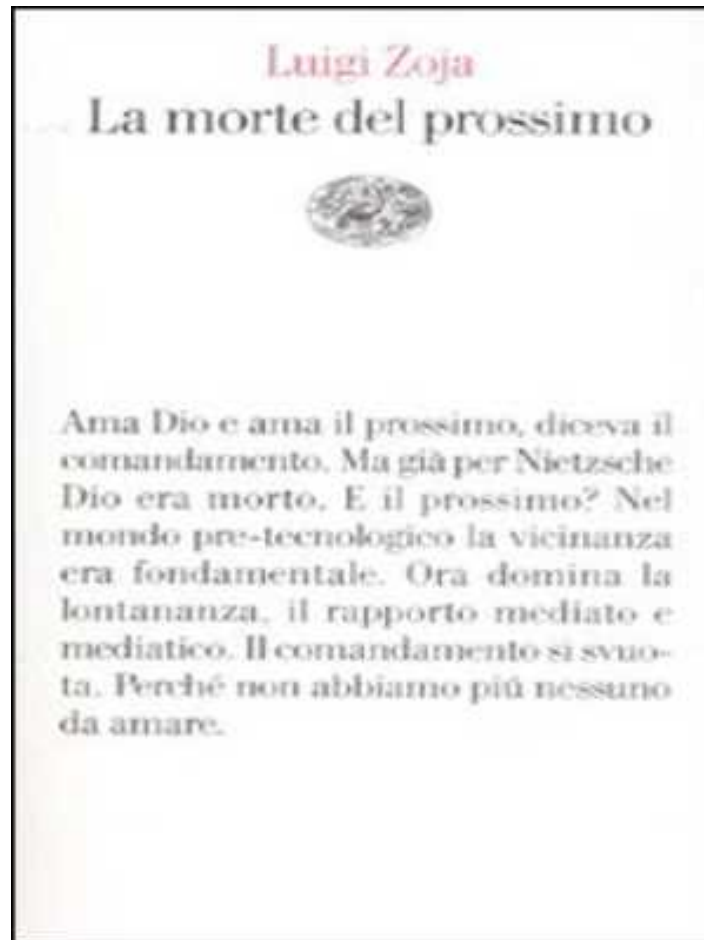 Luigi Zoja
La morte del prossimo
Ama Dio e ama il prossimo, diceva il
comandamento. Ma già per Nietzsche
Dio era morto. E il prossimo? Nel
mondo pre-tecnologico la vicinanza
era fondamentale. Ora domina la
lontananza, il rapporto mediato e
mediatico. Il comandamento si svuo-
ta. Perché non abbiamo piú nessuno
da amare.